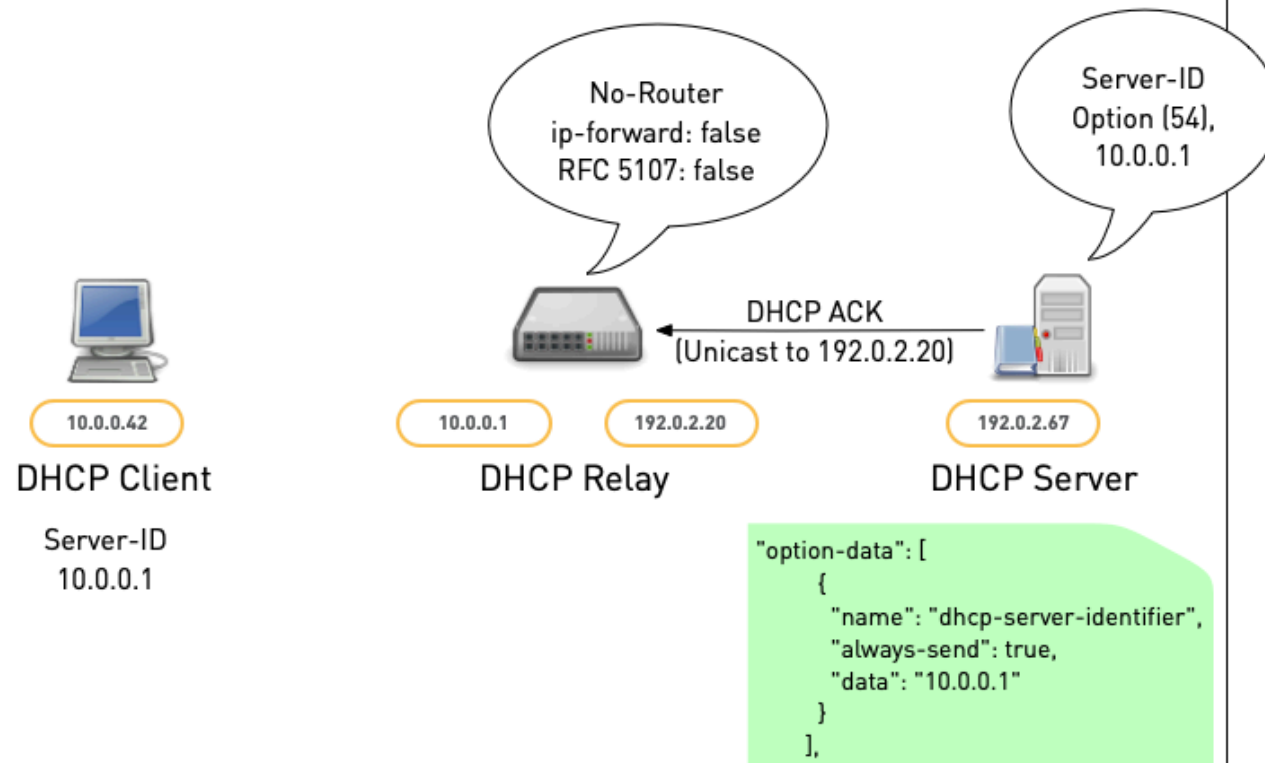 No-Router
ip-forward: false
RFC 5107: false
Server-ID
Option (54),
10.0.0.1
DHCP ACK
(Unicast to 192.0.2.20)
10.0.0.42
10.0.0.1
192.0.2.20
192.0.2.67
DHCP Client
DHCP Relay
DHCP Server
Server-ID
10.0.0.1
"option-data": [
{
"name": "dhcp-server-identifier",
"always-send": true,
"data": "10.0.0.1"
}
],